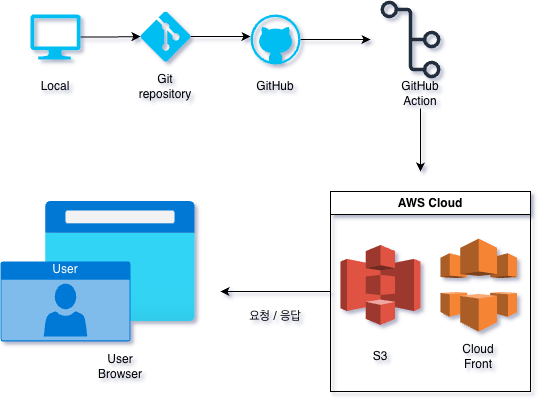 Local
Git
repository
GitHub
GitHub
Action
AWS Cloud
User
요청 / 응답
S3
Cloud
Front
User
Browser